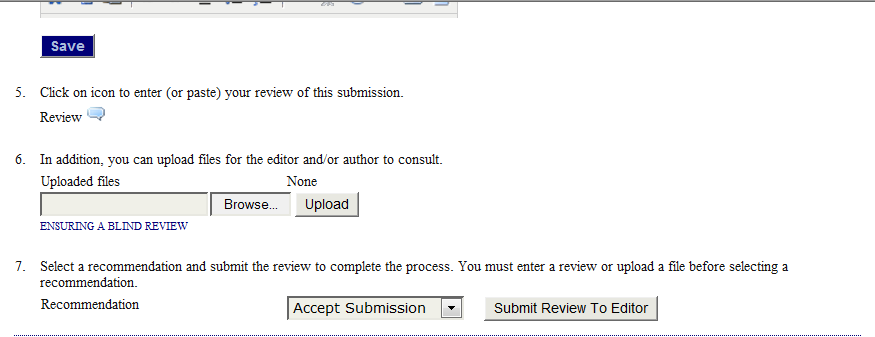 Save
5. Click on icon to enter (or paste) your review of this submission.
Review
6. In addition, you can upload files for the editor and/or author to consult.
Uploaded files None
Browse... Upload
ENSURING A BLIND REVIEW
7. Select a recommendation and submit the review to complete the process. You must enter a review or upload a file before selecting a
recommendation.
Recommendation Accept Submission Submit Review To Editor